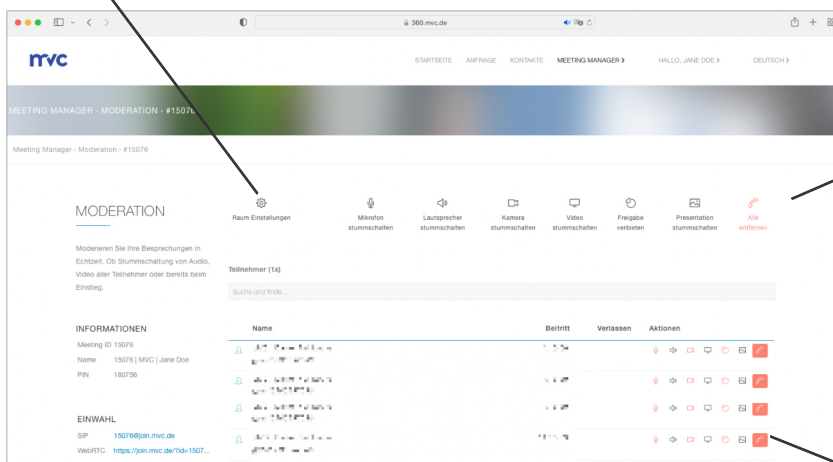 360.mvc.de
mvc
STARTSEITE ANFRAGE KONTAKTE MEETING MANAGER HALLO, JANE DOE DEUTSCH
MEETING MANAGER - MODERATION - #15076
Meeting Manager - Moderation - #15076
MODERATION
Moderieren Sie Ihre Besprechungen in
Echtzeit. Ob Stummschaltung von Audio,
Video aller Teilnehmer oder bereits beim
Einstieg.
INFORMATIONEN
Meeting ID 15076
Name 15076 | MVC | Jane Doe
PIN 180756
EINWAHL
SIP 15076@join.mvc.de
WebRTC https://join.mvc.de/?id=1507...
Raum Einstellungen
Mikrofon
stummschalten
Lautsprecher
stummschalten
Kamera
stummschalten
Video
stummschalten
Freigabe
verbieten
Presentation
stummschalten
Alle
entfernen
Teilnehmer (1x)
Suche und finde...
Name Beitritt Verlassen Aktionen